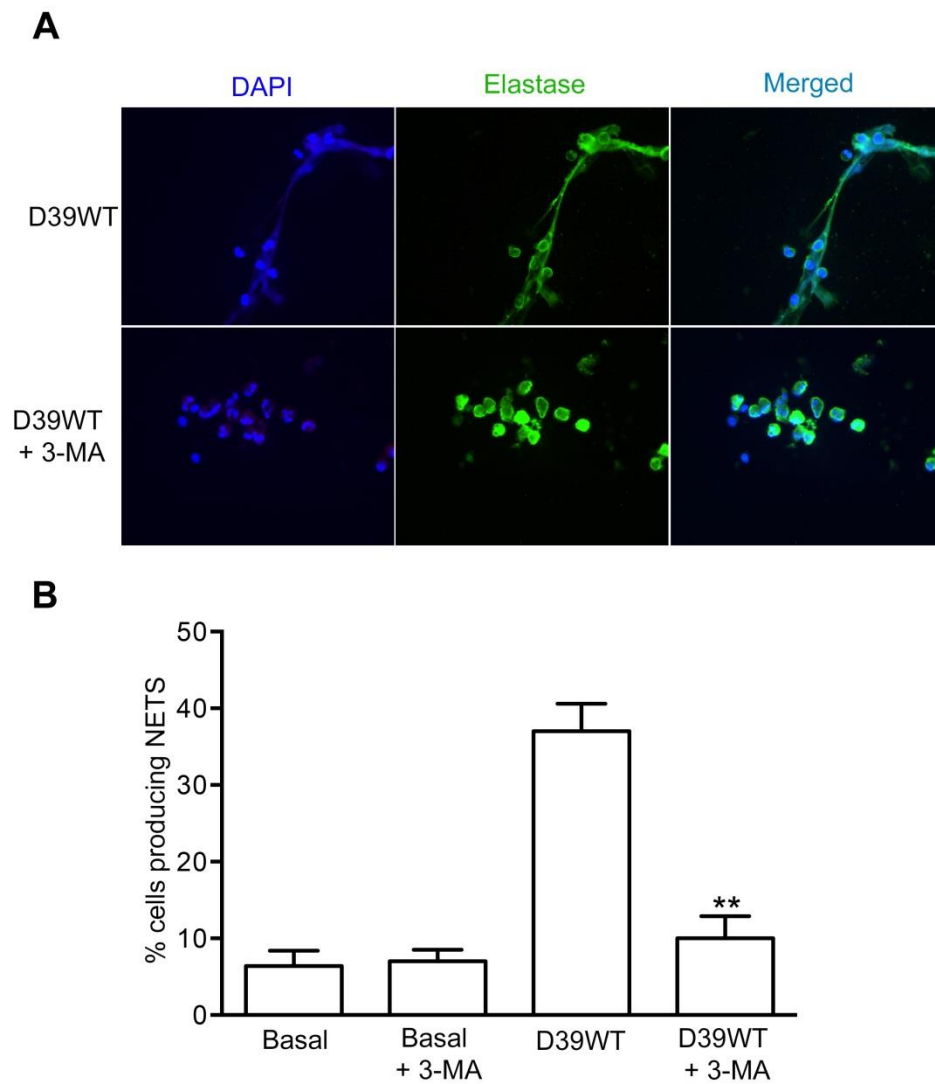 A
DAPI
Elastase
Merged
D39WT
D39WT
+ 3-MA
B
% cells producing NETS
50
40
30
20
10
0
**
Basal
Basal
+ 3-MA
D39WT
D39WT
+ 3-MA